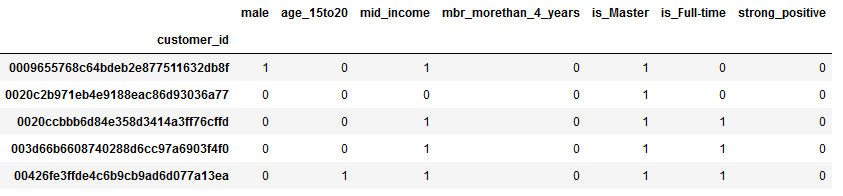 male age_15to20 mid_income mbr_morethan_4_years is_Master is_Full-time strong_positive
customer_id
0009655768c64bdeb2e877511632db8f 1 0 1 0 1 0 0
0020c2b971eb4e9188eac86d93036a77 0 0 0 0 1 0 0
0020ccbbb6d84e358d3414a3ff76cffd 0 0 1 0 1 1 0
003d66b6608740288d6cc97a6903f4f0 0 0 1 0 1 1 0
00426fe3ffde4c6b9cb9ad6d077a13ea 0 1 1 0 1 1 0